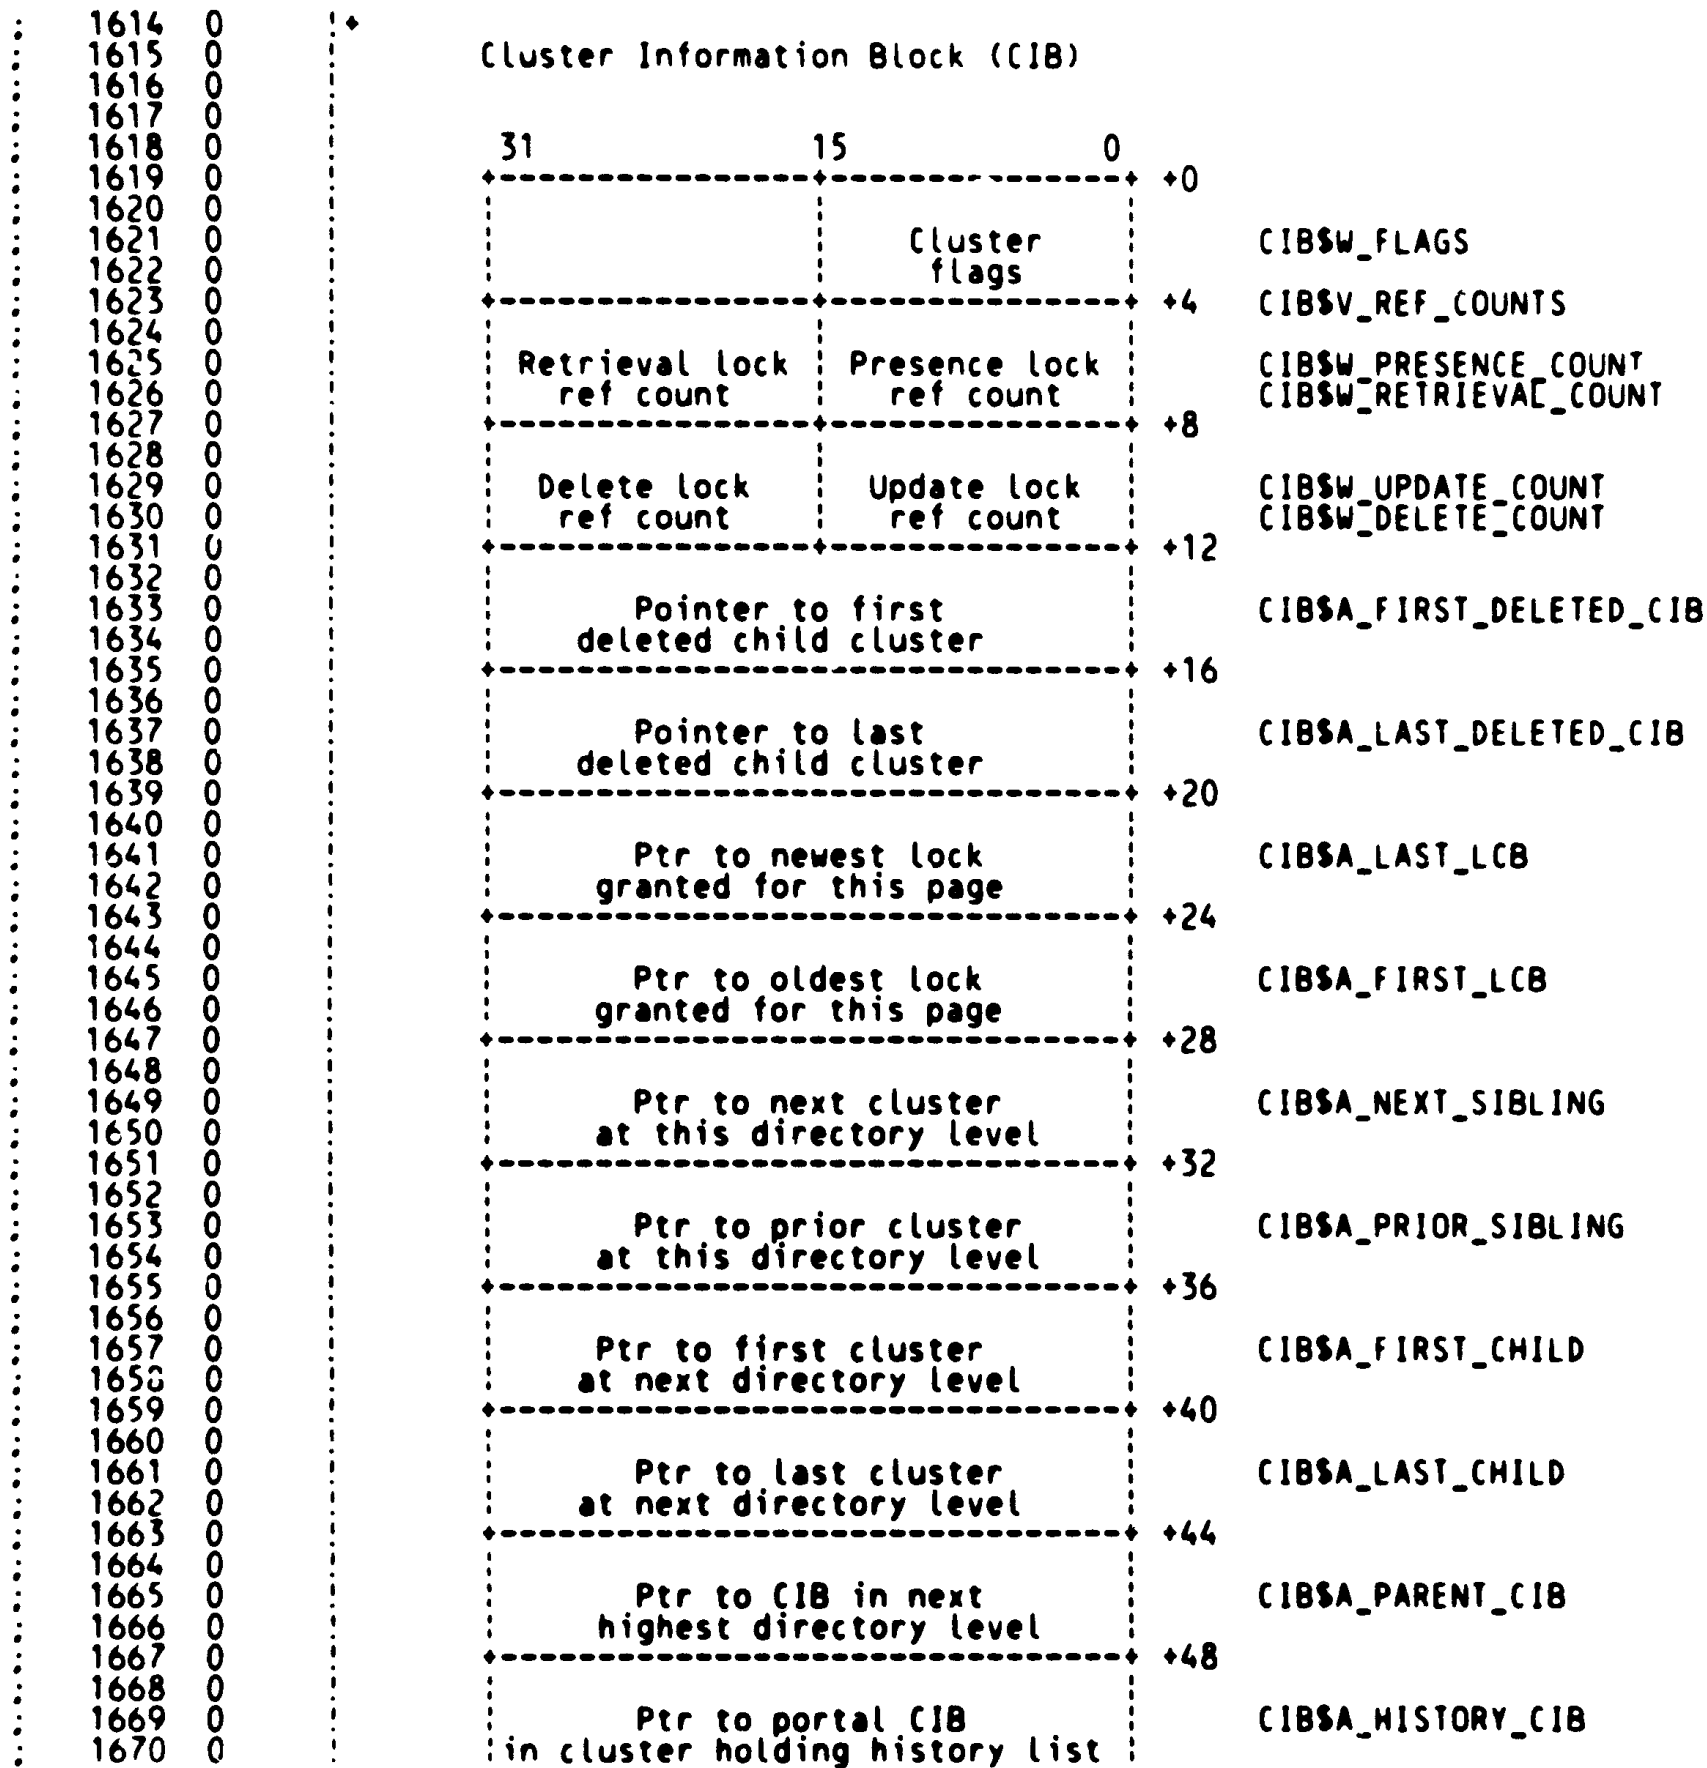 : 1614 0 !+
: 1615 0 ! Cluster Information Block (CIB)
: 1616 0 !
: 1617 0 !
: 1618 0 ! 31 15 0
: 1619 0 ! +----------------+---------------+ +0
: 1620 0 ! ! ! !
: 1621 0 ! ! ! Cluster ! CIB$W_FLAGS
: 1622 0 ! ! ! flags !
: 1623 0 ! +----------------+---------------+ +4 CIB$V_REF_COUNTS
: 1624 0 ! ! ! !
: 1625 0 ! ! Retrieval lock ! Presence lock ! CIB$W_PRESENCE_COUNT
: 1626 0 ! ! ref count ! ref count ! CIB$W_RETRIEVAL_COUNT
: 1627 0 ! +----------------+---------------+ +8
: 1628 0 ! ! ! !
: 1629 0 ! ! Delete lock ! Update lock ! CIB$W_UPDATE_COUNT
: 1630 0 ! ! ref count ! ref count ! CIB$W_DELETE_COUNT
: 1631 0 ! +----------------+---------------+ +12
: 1632 0 ! ! !
: 1633 0 ! ! Pointer to first ! CIB$A_FIRST_DELETED_CIB
: 1634 0 ! ! deleted child cluster !
: 1635 0 ! +--------------------------------+ +16
: 1636 0 ! ! !
: 1637 0 ! ! Pointer to last ! CIB$A_LAST_DELETED_CIB
: 1638 0 ! ! deleted child cluster !
: 1639 0 ! +--------------------------------+ +20
: 1640 0 ! ! !
: 1641 0 ! ! Ptr to newest lock ! CIB$A_LAST_LCB
: 1642 0 ! ! granted for this page !
: 1643 0 ! +--------------------------------+ +24
: 1644 0 ! ! !
: 1645 0 ! ! Ptr to oldest lock ! CIB$A_FIRST_LCB
: 1646 0 ! ! granted for this page !
: 1647 0 ! +--------------------------------+ +28
: 1648 0 ! ! !
: 1649 0 ! ! Ptr to next cluster ! CIB$A_NEXT_SIBLING
: 1650 0 ! ! at this directory level !
: 1651 0 ! +--------------------------------+ +32
: 1652 0 ! ! !
: 1653 0 ! ! Ptr to prior cluster ! CIB$A_PRIOR_SIBLING
: 1654 0 ! ! at this directory level !
: 1655 0 ! +--------------------------------+ +36
: 1656 0 ! ! !
: 1657 0 ! ! Ptr to first cluster ! CIB$A_FIRST_CHILD
: 1658 0 ! ! at next directory level !
: 1659 0 ! +--------------------------------+ +40
: 1660 0 ! ! !
: 1661 0 ! ! Ptr to last cluster ! CIB$A_LAST_CHILD
: 1662 0 ! ! at next directory level !
: 1663 0 ! +--------------------------------+ +44
: 1664 0 ! ! !
: 1665 0 ! ! Ptr to CIB in next ! CIB$A_PARENT_CIB
: 1666 0 ! ! highest directory level !
: 1667 0 ! +--------------------------------+ +48
: 1668 0 ! ! !
: 1669 0 ! ! Ptr to portal CIB ! CIB$A_HISTORY_CIB
: 1670 0 ! ! in cluster holding history list !